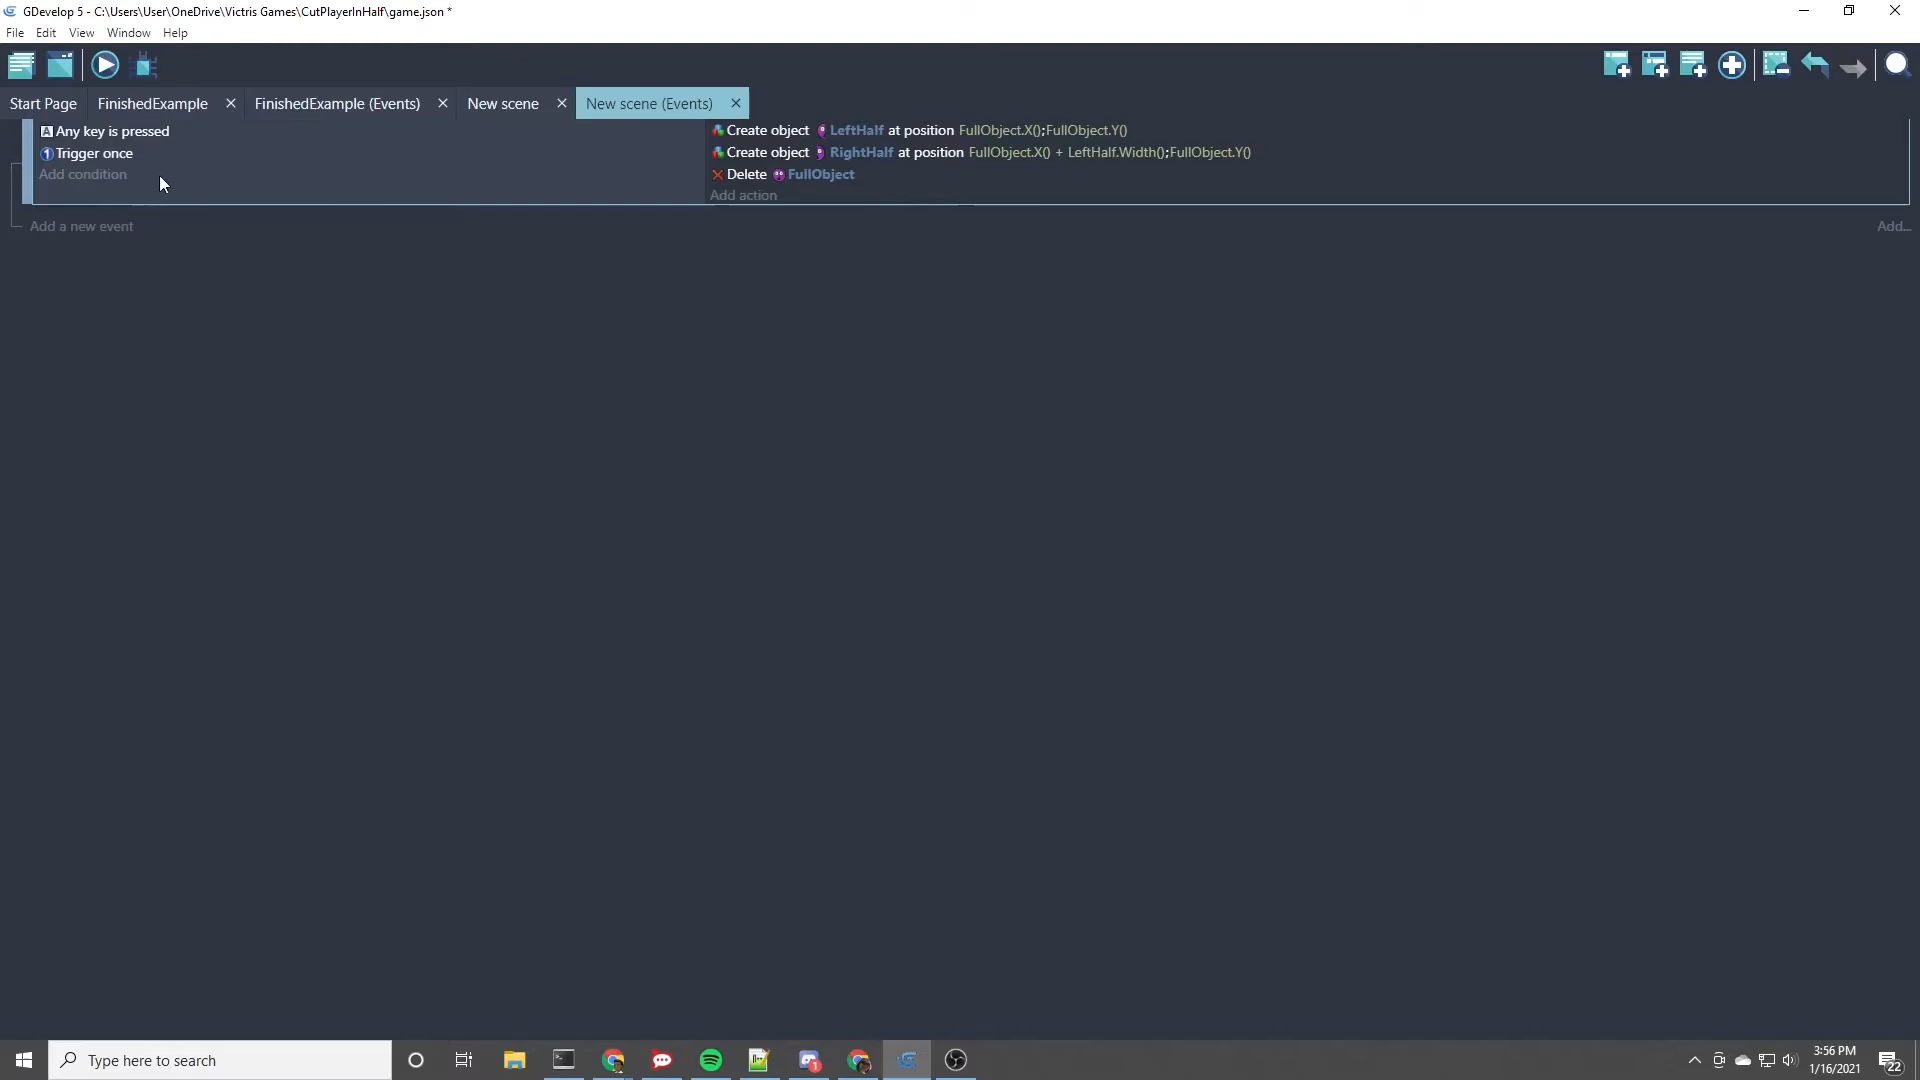 GDevelop 5 - C:\Users\User\OneDrive\Victris Games\CutPlayerInHalf\game.json *
File Edit View Window Help
Start Page FinishedExample FinishedExample (Events) New scene New scene (Events)
Any key is pressed
Trigger once
Add condition
Create object LeftHalf at position FullObject.X();FullObject.Y()
Create object RightHalf at position FullObject.X() + LeftHalf.Width();FullObject.Y()
Delete FullObject
Add action
Add a new event
Add...
Type here to search
3:56 PM
1/16/2021
1
22